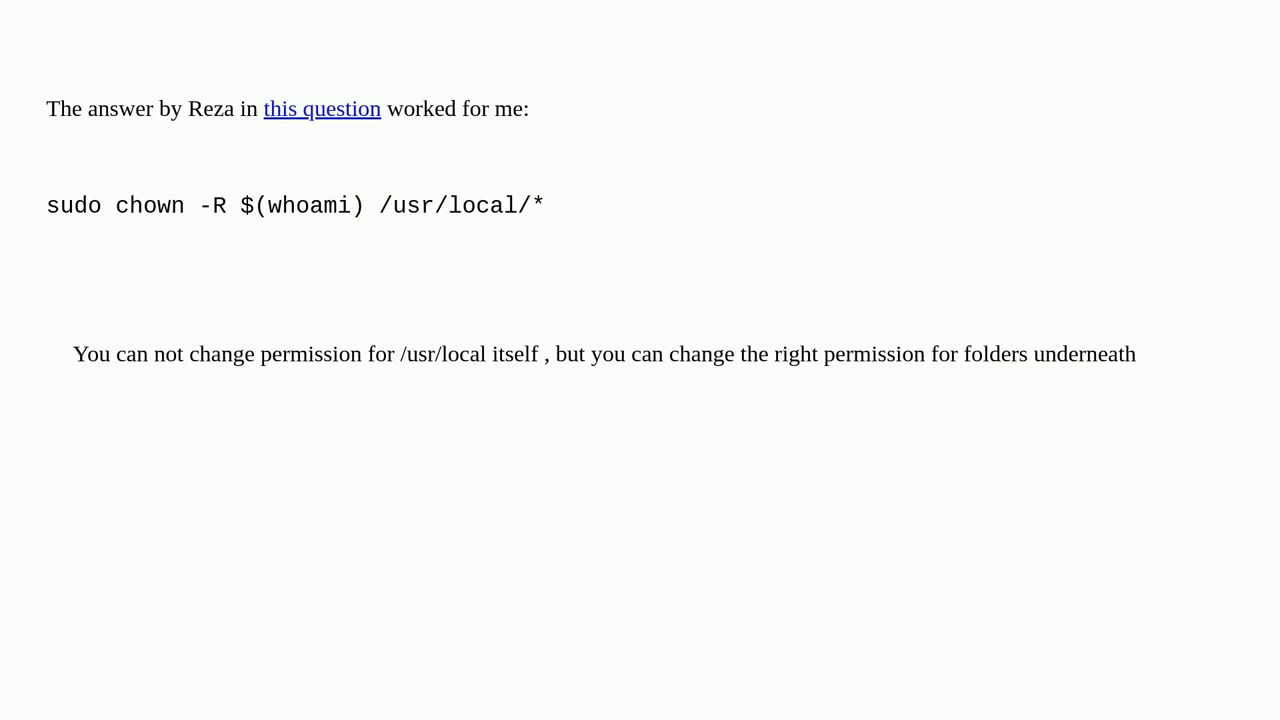 The answer by Reza in this question worked for me:
sudo chown -R $(whoami) /usr/local/*
You can not change permission for /usr/local itself , but you can change the right permission for folders underneath